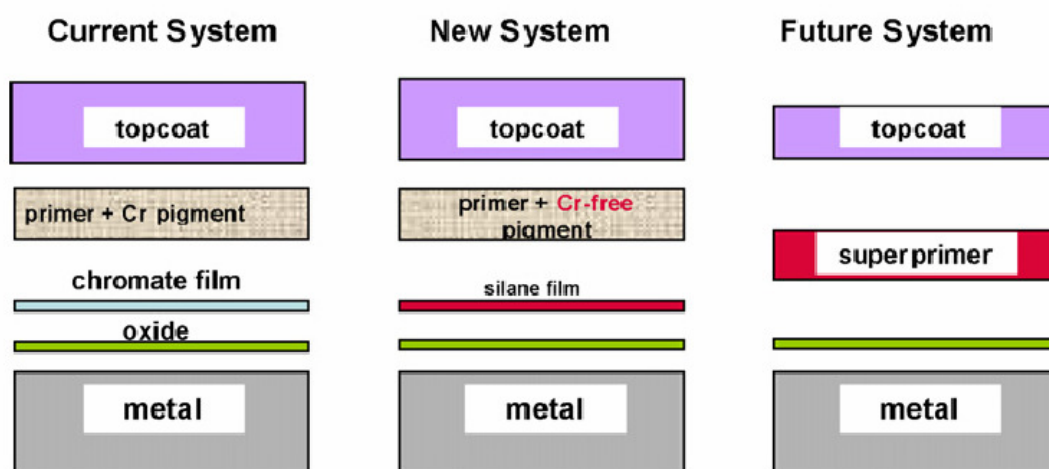 Current System
New System
Future System
topcoat
topcoat
topcoat
primer + Cr pigment
primer + Cr-free
pigment
superprimer
chromate film
silane film
oxide
metal
metal
metal